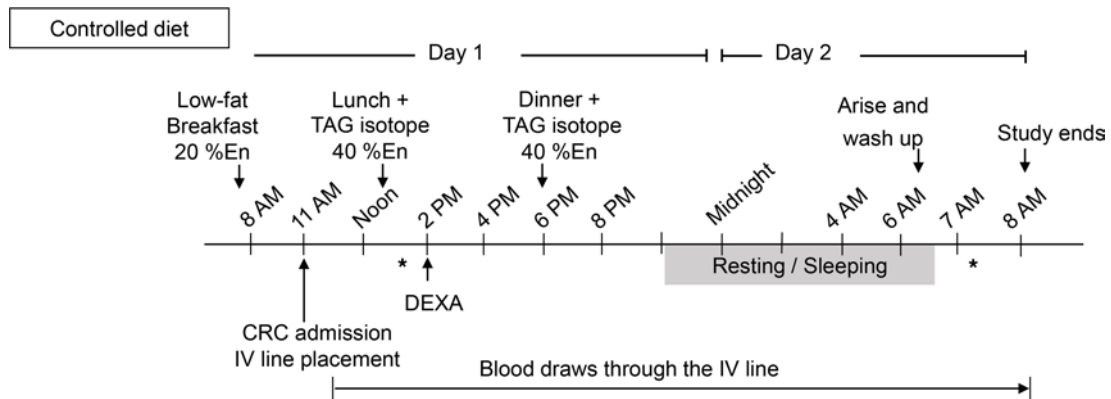 Controlled diet
Day 1
Day 2
Low-fat
Breakfast
20 %En
Lunch +
TAG isotope
40 %En
Dinner +
TAG isotope
40 %En
Arise and
wash up
Study ends
8 AM
11 AM
Noon
2 PM
4 PM
6 PM
8 PM
Midnight
4 AM
6 AM
7 AM
8 AM
*
DEXA
Resting / Sleeping
*
CRC admission
IV line placement
Blood draws through the IV line